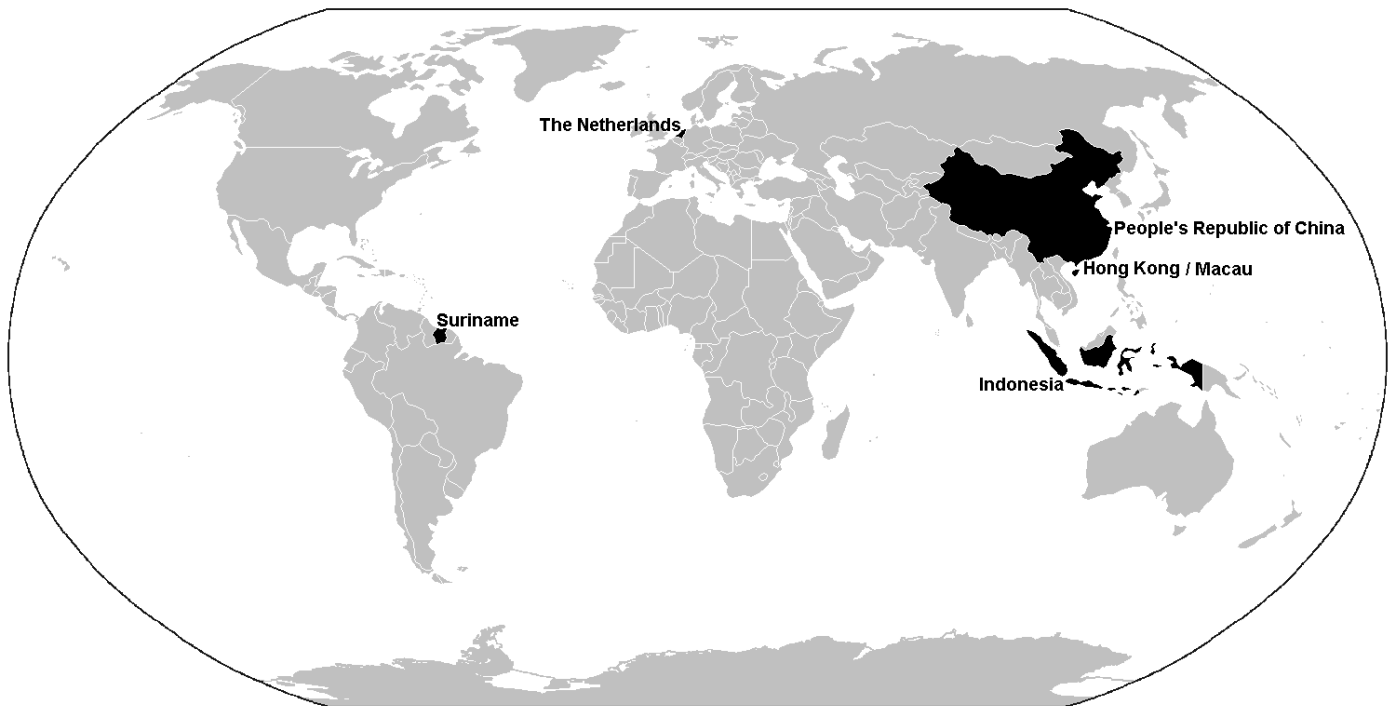 The Netherlands
People's Republic of China
Hong Kong / Macau
Suriname
Indonesia